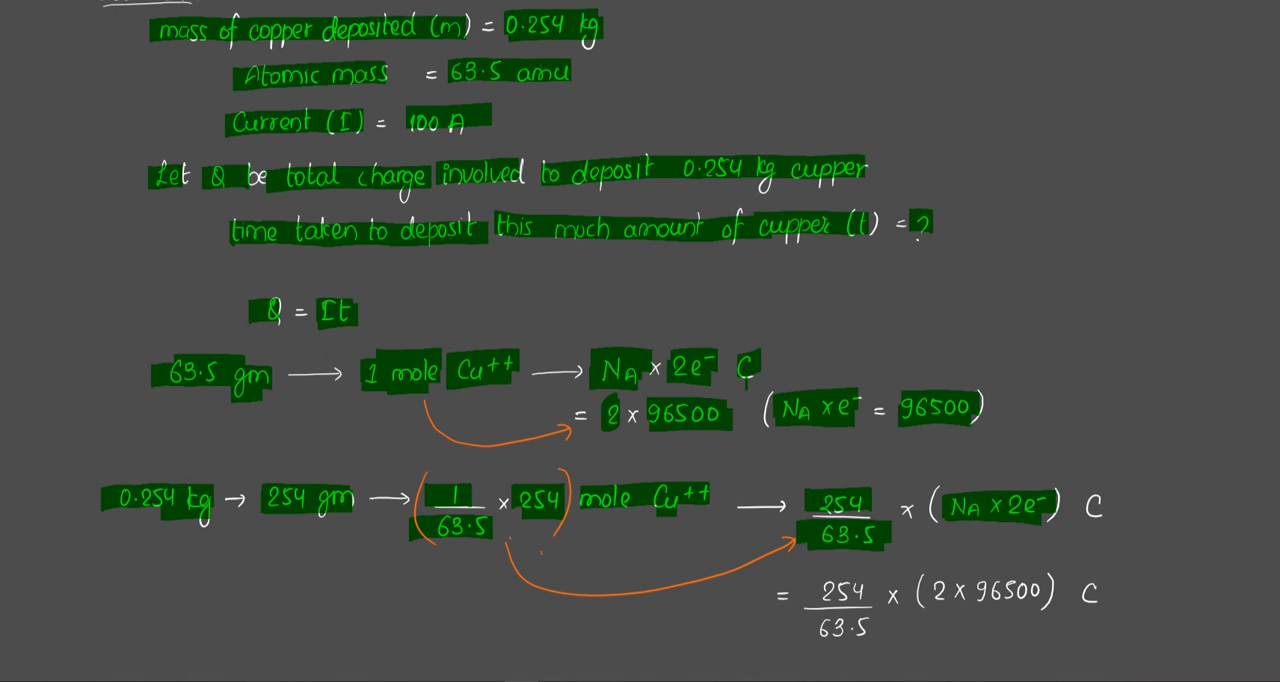 mass of copper deposited (m) = 0.254 kg
Atomic mass = 63.5 amu
Current (I) = 100 A
Let Q be total charge involved to deposit 0.254 kg cupper
time taken to deposit this much amount of cupper (t) = ?
Q = It
63.5 gm → 1 mole Cu++ → NA × 2e⁻ C
= 2 × 96500 (NA × e⁻ = 96500)
0.254 kg → 254 gm → (1/63.5 × 254) mole Cu++ → 254/63.5 × (NA × 2e⁻) C
= 254/63.5 × (2 × 96500) C